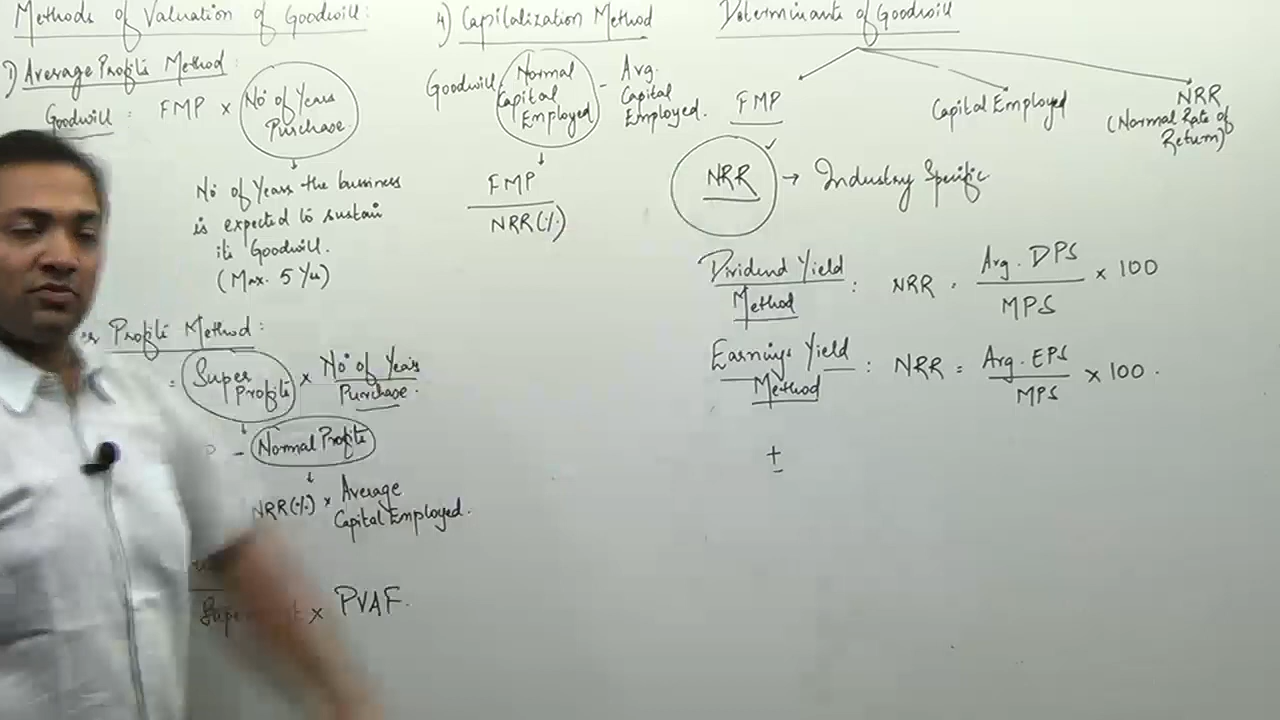 Methods of Valuation of Goodwill:
1) Average Profits Method
Goodwill : FMP × No of Years Purchase
No of Years the bussiness
is expected to sustain
its Goodwill.
(Max. 5 Yrs)
Profits Method:
= Super Profits × No of Years Purchase.
P - Normal Profits
NRR(%) × Average
Capital Employed.
× PVAF.
4) Capitalization Method
Goodwill Normal Capital Employed - Avg. Capital Employed.
FMP
NRR(%)
Determinants of Goodwill
FMP
Capital Employed
NRR
(Normal Rate of
Return)
NRR → Industry Specific
Dividend Yield
Method : NRR = Avg. DPS / MPS × 100
Earnings Yield
Method : NRR = Avg. EPS / MPS × 100.
±